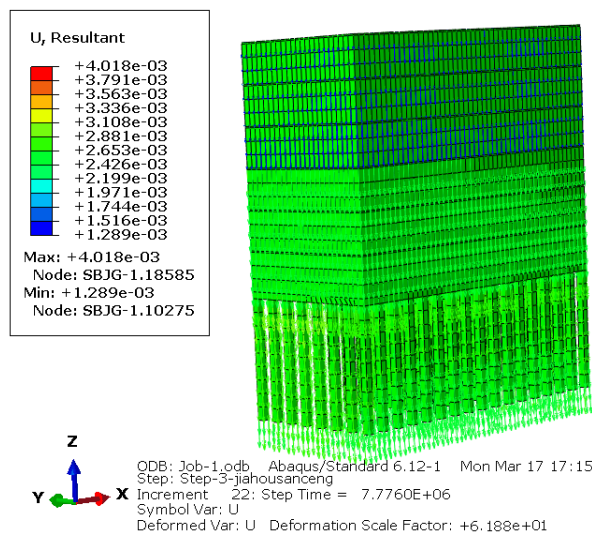 U, Resultant
+4.018e-03
+3.791e-03
+3.563e-03
+3.336e-03
+3.108e-03
+2.881e-03
+2.653e-03
+2.426e-03
+2.199e-03
+1.971e-03
+1.744e-03
+1.516e-03
+1.289e-03
Max: +4.018e-03
Node: SBJG-1.18585
Min: +1.289e-03
Node: SBJG-1.10275
Z
Y
X
ODB: Job-1.odb Abaqus/Standard 6.12-1 Mon Mar 17 17:15
Step: Step-3-jiahousanceng
Increment 22: Step Time = 7.7760E+06
Symbol Var: U
Deformed Var: U Deformation Scale Factor: +6.188e+01